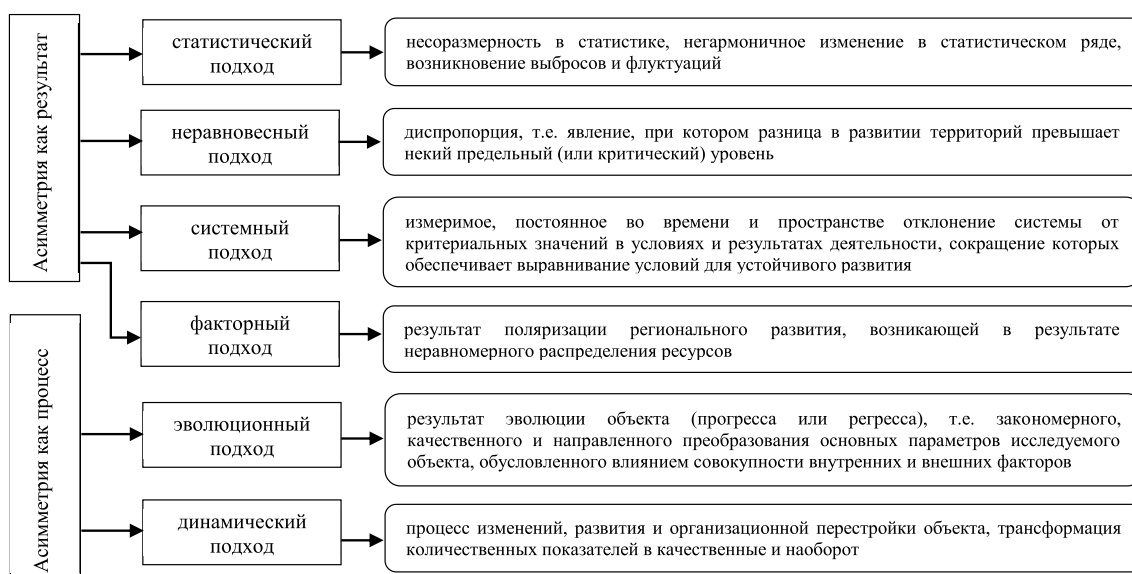 Асимметрия как результат
статистический
подход
несоразмерность в статистике, негармоничное изменение в статистическом ряде,
возникновение выбросов и флуктуаций
неравновесный
подход
диспропорция, т.е. явление, при котором разница в развитии территорий превышает
некий предельный (или критический) уровень
системный
подход
измеримое, постоянное во времени и пространстве отклонение системы от
критериальных значений в условиях и результатах деятельности, сокращение которых
обеспечивает выравнивание условий для устойчивого развития
факторный
подход
результат поляризации регионального развития, возникающей в результате
неравномерного распределения ресурсов
Асимметрия как процесс
эволюционный
подход
результат эволюции объекта (прогресса или регресса), т.е. закономерного,
качественного и направленного преобразования основных параметров исследуемого
объекта, обусловленного влиянием совокупности внутренних и внешних факторов
динамический
подход
процесс изменений, развития и организационной перестройки объекта, трансформация
количественных показателей в качественные и наоборот